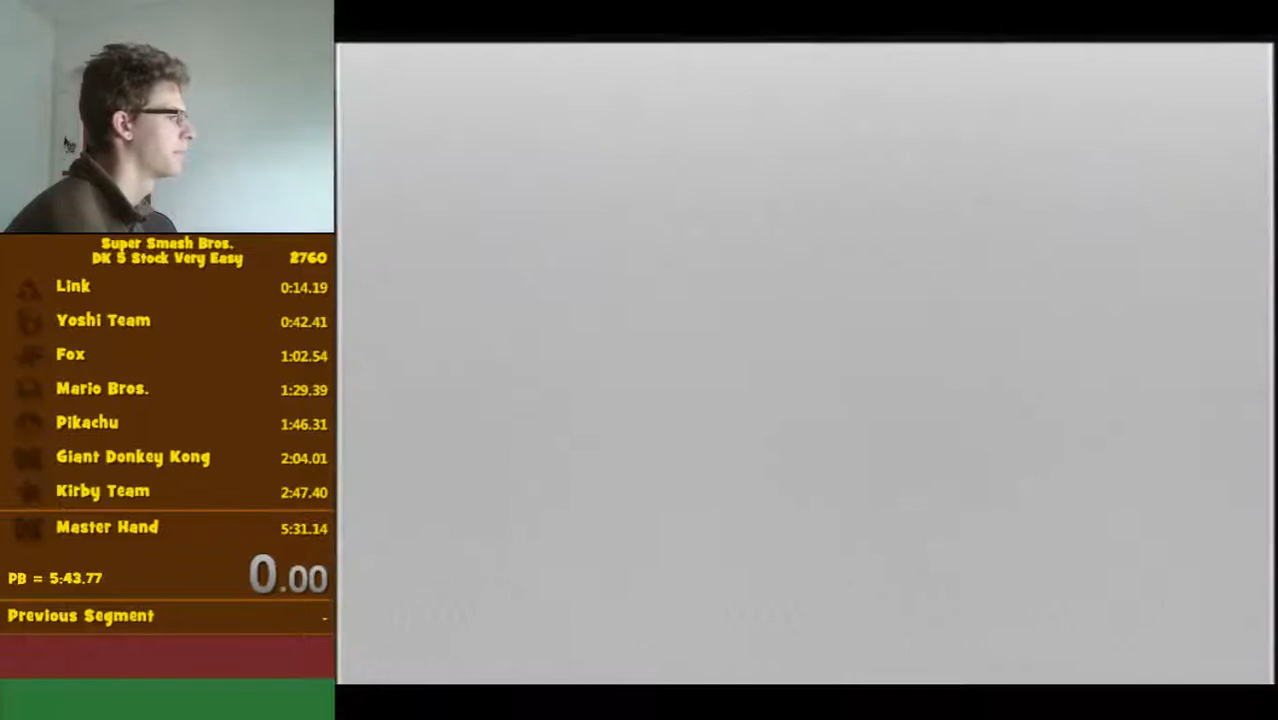 Super Smash Bros.
DK 5 Stock Very Easy 2760
Link 0:14.19
Yoshi Team 0:42.41
Fox 1:02.54
Mario Bros. 1:29.39
Pikachu 1:46.31
Giant Donkey Kong 2:04.01
Kirby Team 2:47.40
Master Hand 5:31.14
0.00
PB = 5:43.77
Previous Segment -